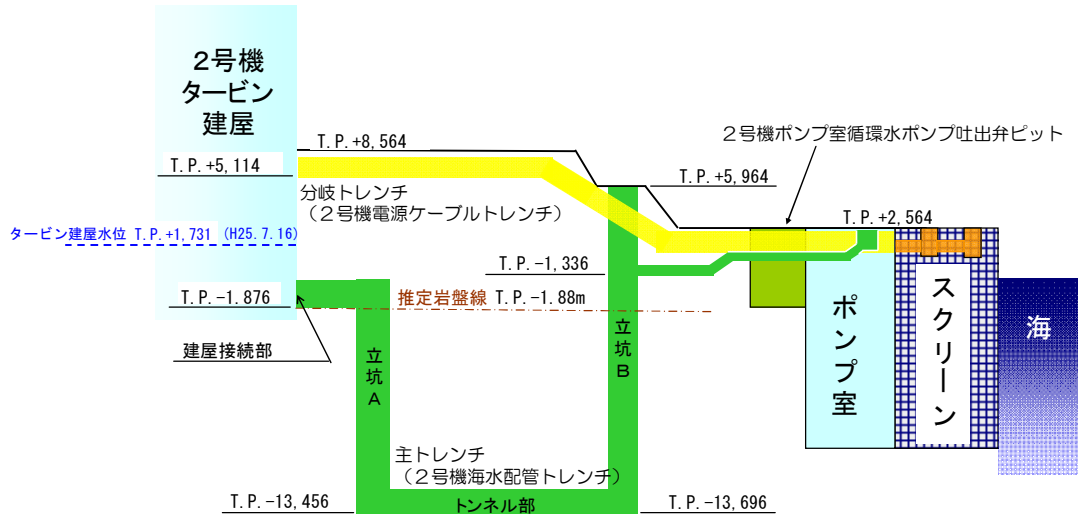 2号機
タービン
建屋
T.P.+8,564
T.P.+5,114
2号機ポンプ室循環水ポンプ吐出弁ピット
T.P.+5,964
分岐トレンチ
（2号機電源ケーブルトレンチ）
T.P.+2,564
タービン建屋水位 T.P.+1,731 (H25.7.16)
T.P.-1,336
T.P.-1.876
推定岩盤線 T.P.-1.88m
建屋接続部
立坑A
立坑B
ポンプ室
スクリーン
海
主トレンチ
（2号機海水配管トレンチ）
T.P.-13,456
トンネル部
T.P.-13,696